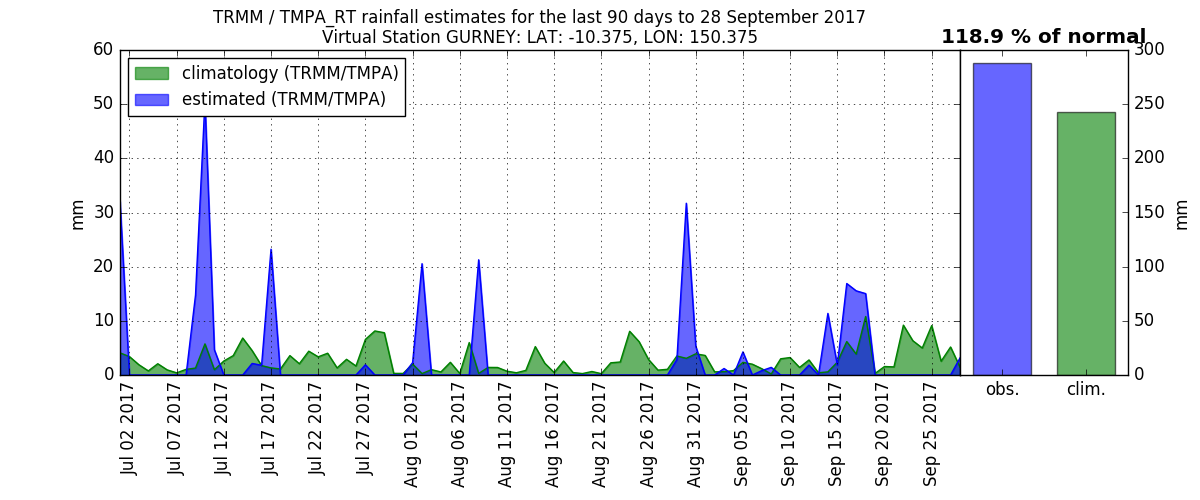 TRMM / TMPA_RT rainfall estimates for the last 90 days to 28 September 2017
Virtual Station GURNEY: LAT: -10.375, LON: 150.375
118.9 % of normal
climatology (TRMM/TMPA)
estimated (TRMM/TMPA)
60
50
40
30
20
10
0
mm
Jul 02 2017
Jul 07 2017
Jul 12 2017
Jul 17 2017
Jul 22 2017
Jul 27 2017
Aug 01 2017
Aug 06 2017
Aug 11 2017
Aug 16 2017
Aug 21 2017
Aug 26 2017
Aug 31 2017
Sep 05 2017
Sep 10 2017
Sep 15 2017
Sep 20 2017
Sep 25 2017
obs.
clim.
300
250
200
150
100
50
0
mm